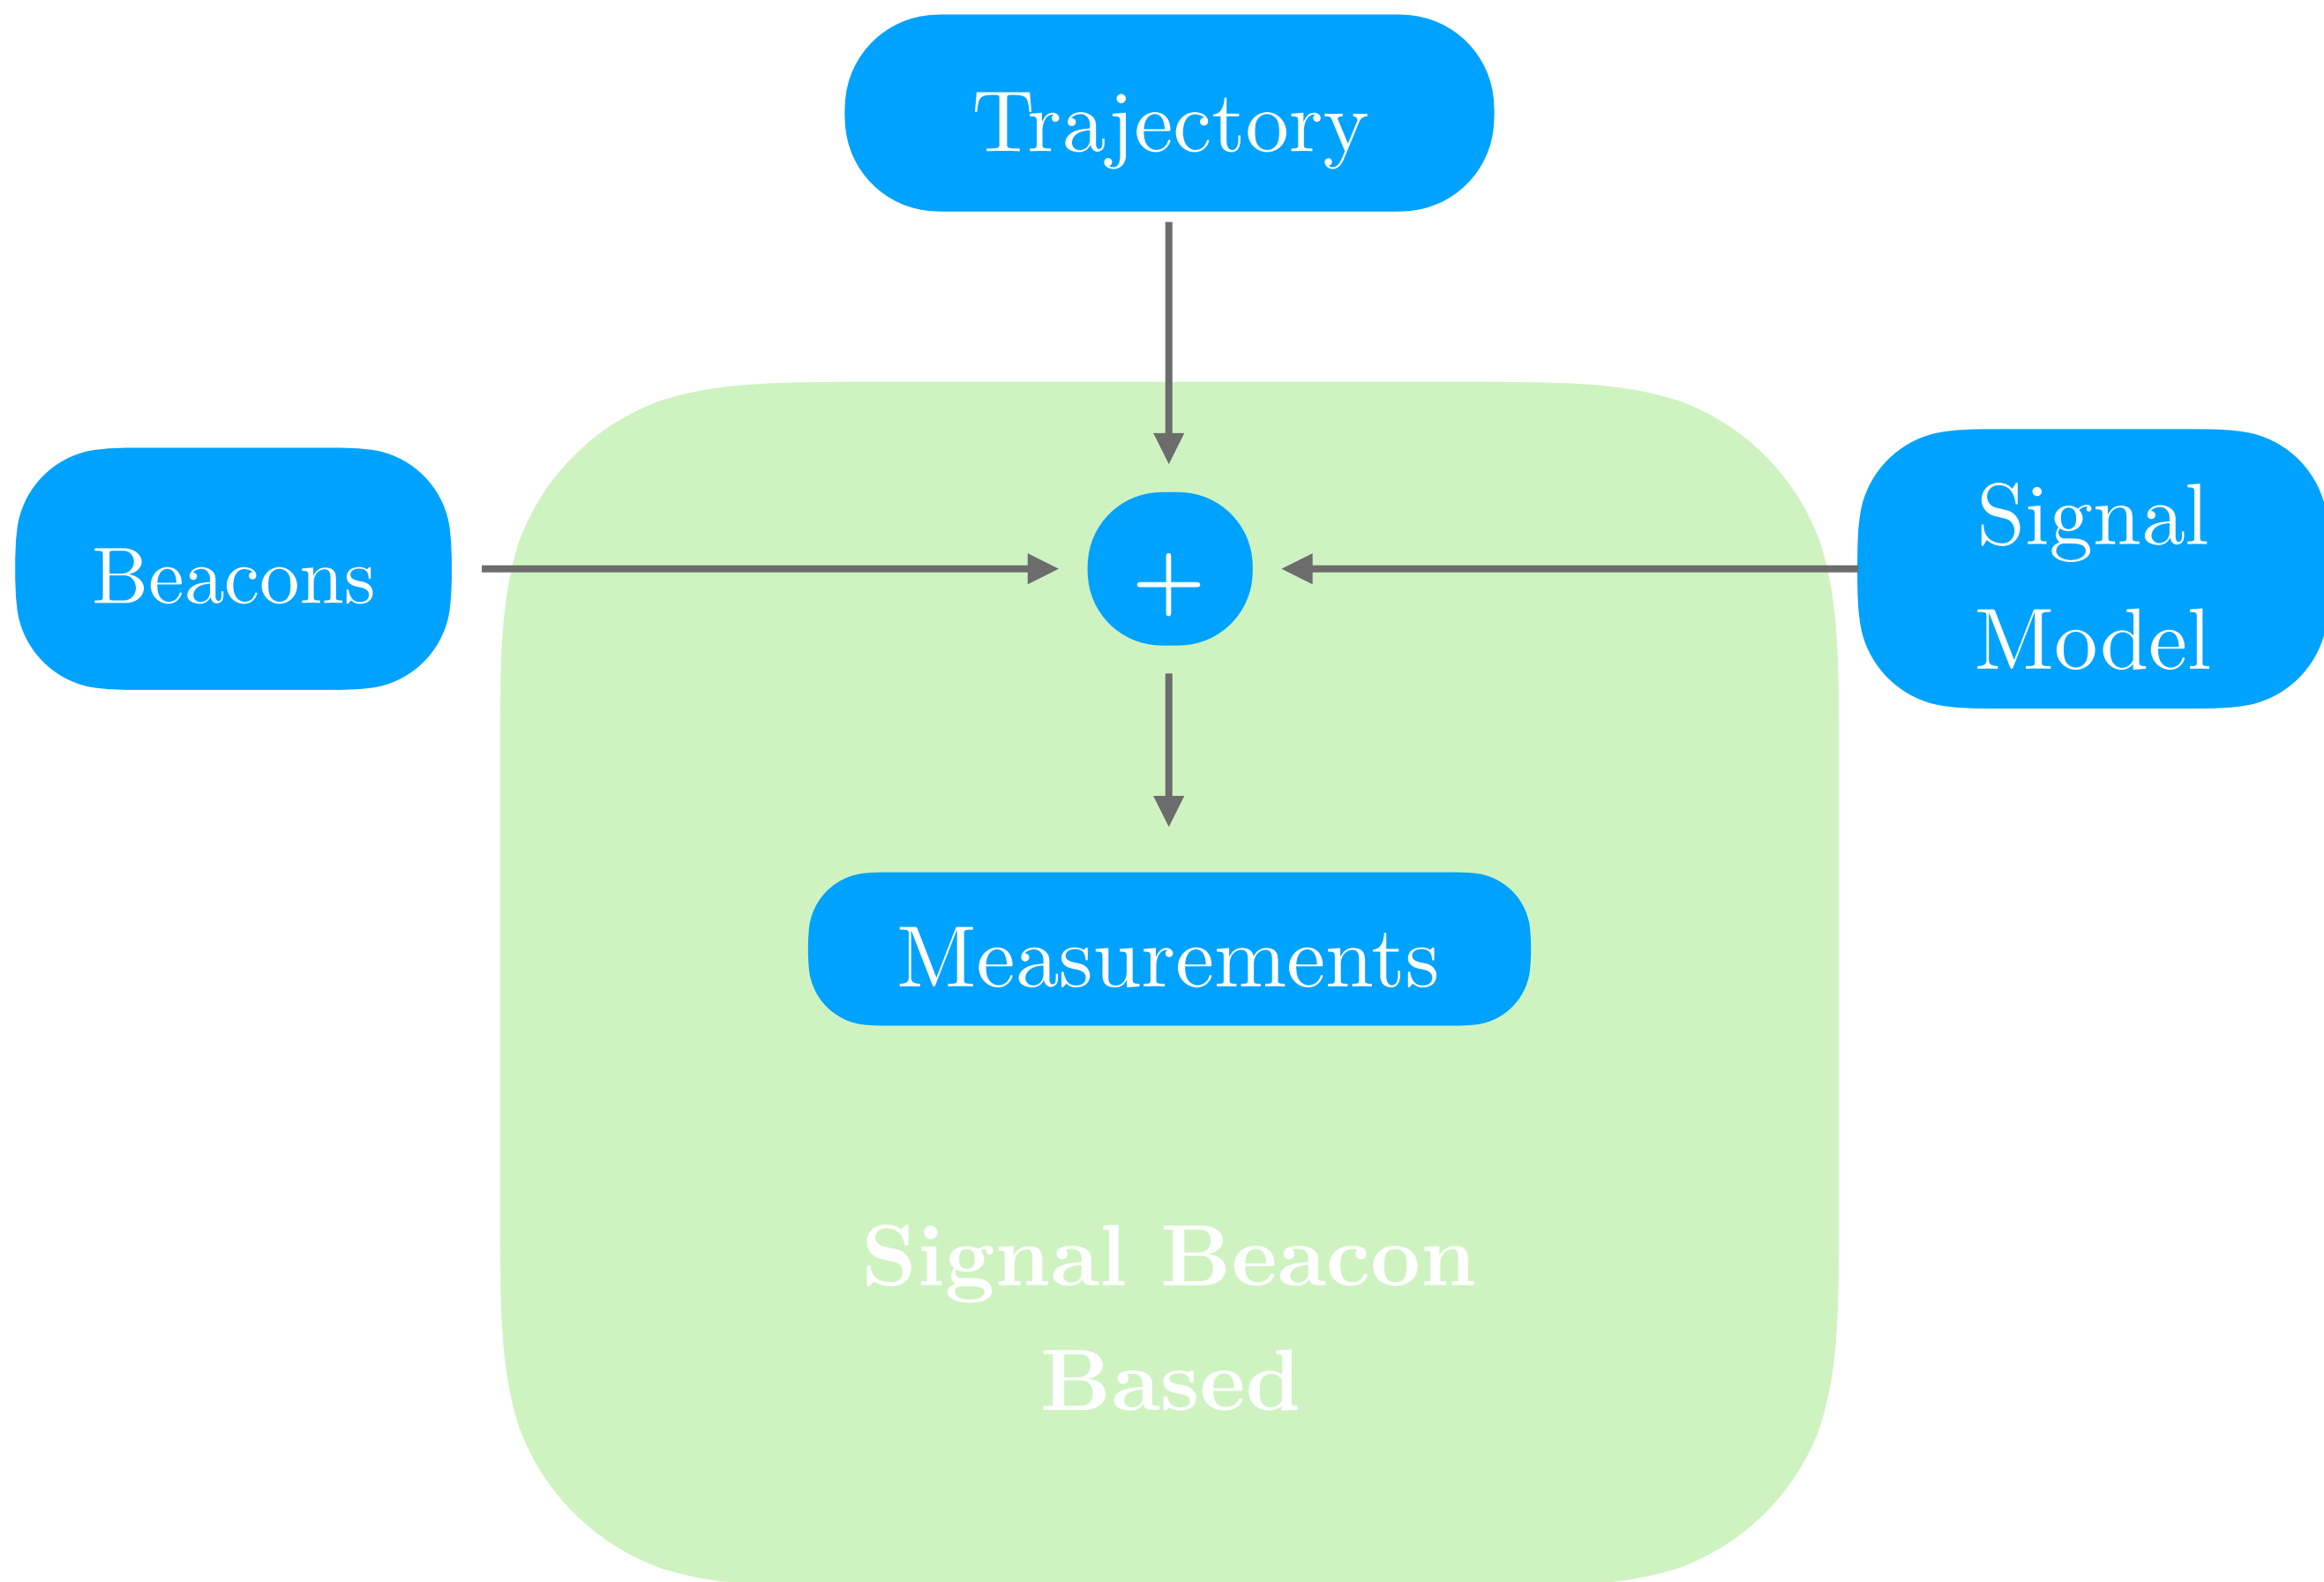 Trajectory
Beacons
+
Signal
Model
Measurements
Signal Beacon
Based